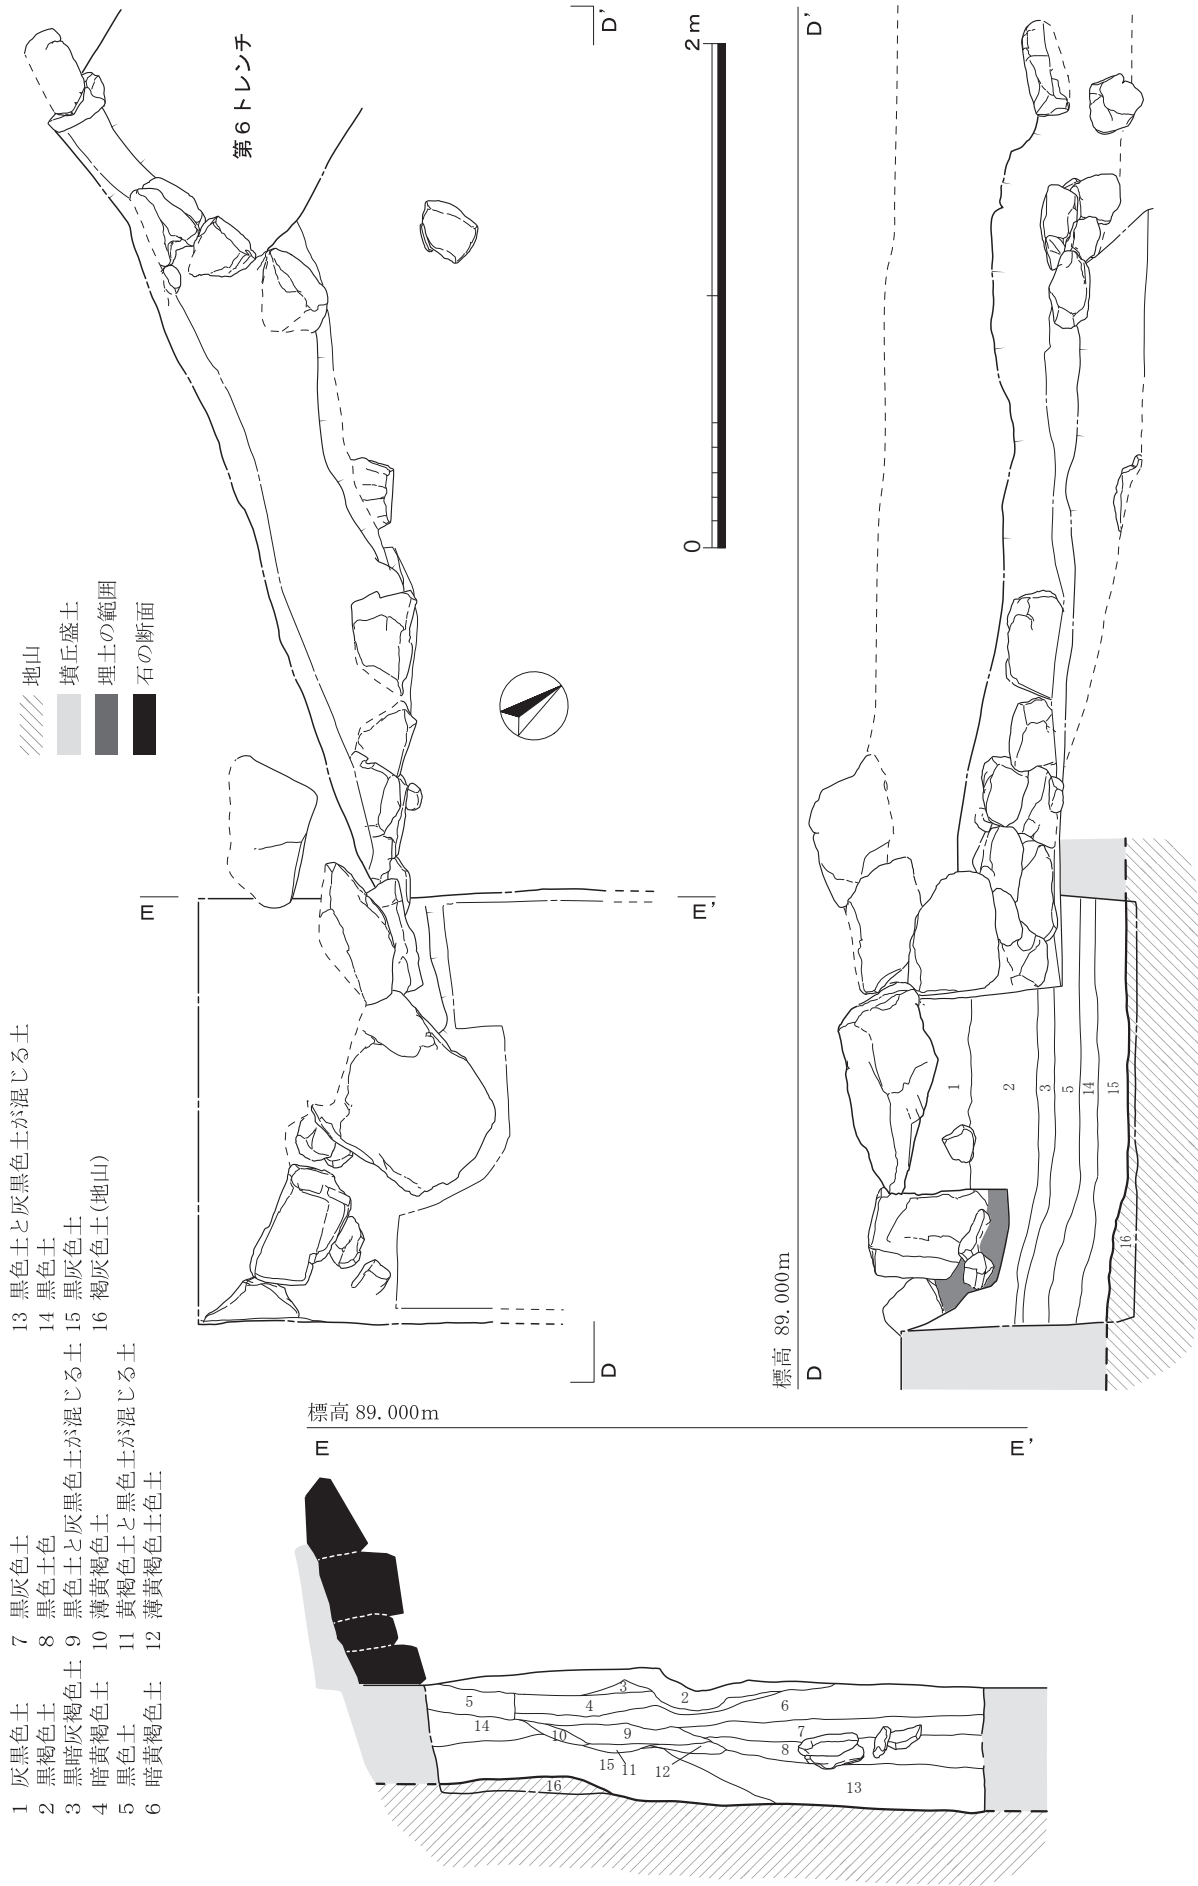 第6トレンチ
D'
2m
0
D'
地山
墳丘盛土
埋土の範囲
石の断面
E
E'
D
標高 89.000m
D
1
2
3
5
14
15
16
1 灰黒色土
2 黒褐色土
3 黒暗灰褐色土
4 暗黄褐色土
5 黒色土
6 暗黄褐色土
7 黒灰色土
8 黒色土色
9 黒色土と灰黒色土が混じる土
10 薄黄褐色土
11 黄褐色土と黒色土が混じる土
12 薄黄褐色土色土
13 黒色土と灰黒色土が混じる土
14 黒色土
15 黒灰色土
16 褐灰色土(地山)
標高 89.000m
E
E'
5
4
3
2
6
14
10
9
7
8
15
11
12
16
13